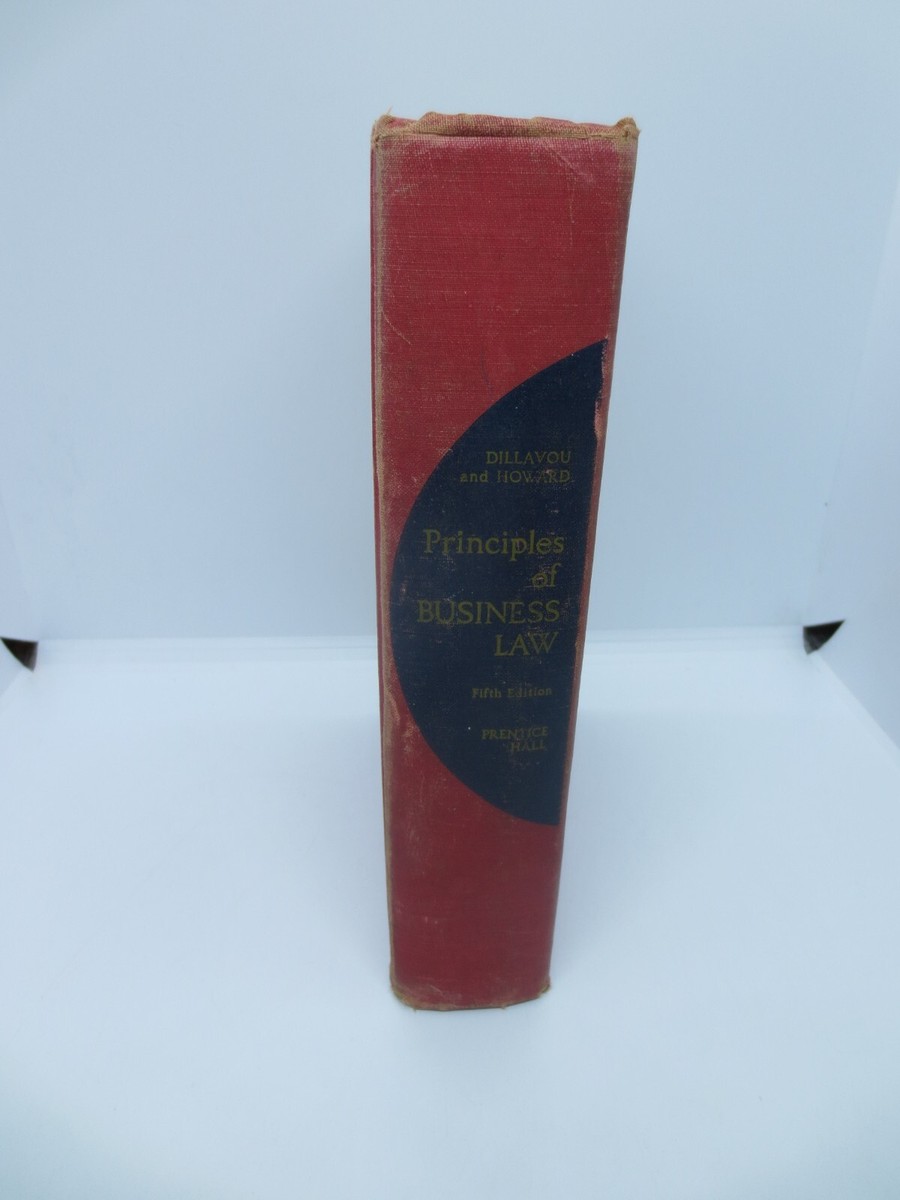 DILLAVOU
and HOWARD
Principles
of
BUSINESS
LAW
Fifth Edition
PRENTICE
HALL